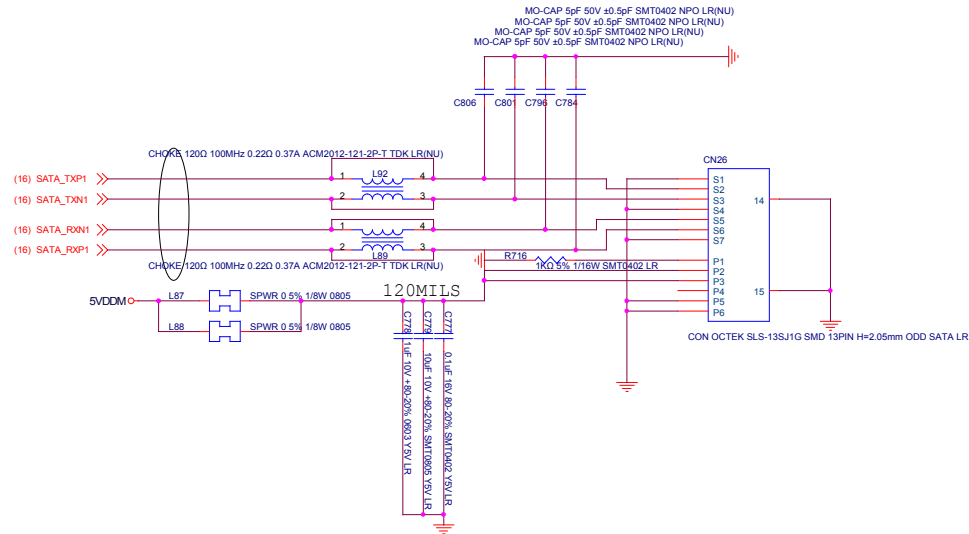 MO-CAP 5pF 50V ±0.5pF SMT0402 NPO LR(NU)
MO-CAP 5pF 50V ±0.5pF SMT0402 NPO LR(NU)
MO-CAP 5pF 50V ±0.5pF SMT0402 NPO LR(NU)
MO-CAP 5pF 50V ±0.5pF SMT0402 NPO LR(NU)
C806 C801 C796 C784
CHOKE 120Ω 100MHz 0.22Ω 0.37A ACM2012-121-2P-T TDK LR(NU)
CN26
(16) SATA_TXP1 1 L92 4 S1
S2
(16) SATA_TXN1 2 3 S3 14
S4
(16) SATA_RXN1 1 4 S5
S6
(16) SATA_RXP1 2 3 S7
L89
R716 P1
CHOKE 120Ω 100MHz 0.22Ω 0.37A ACM2012-121-2P-T TDK LR(NU)
1KΩ 5% 1/16W SMT0402 LR P2
P3
5VDDM L87 SPWR 0 5% 1/8W 0805 120MILS P4 15
P5
P6
L88 SPWR 0 5% 1/8W 0805
CON OCTEK SLS-13SJ1G SMD 13PIN H=2.05mm ODD SATA LR
C778
1uF 10V +80-20% 0603 Y5V LR
C779
10uF 10V +80-20% SMT0805 Y5V LR
C777
0.1uF 16V 80-20% SMT0402 Y5V LR